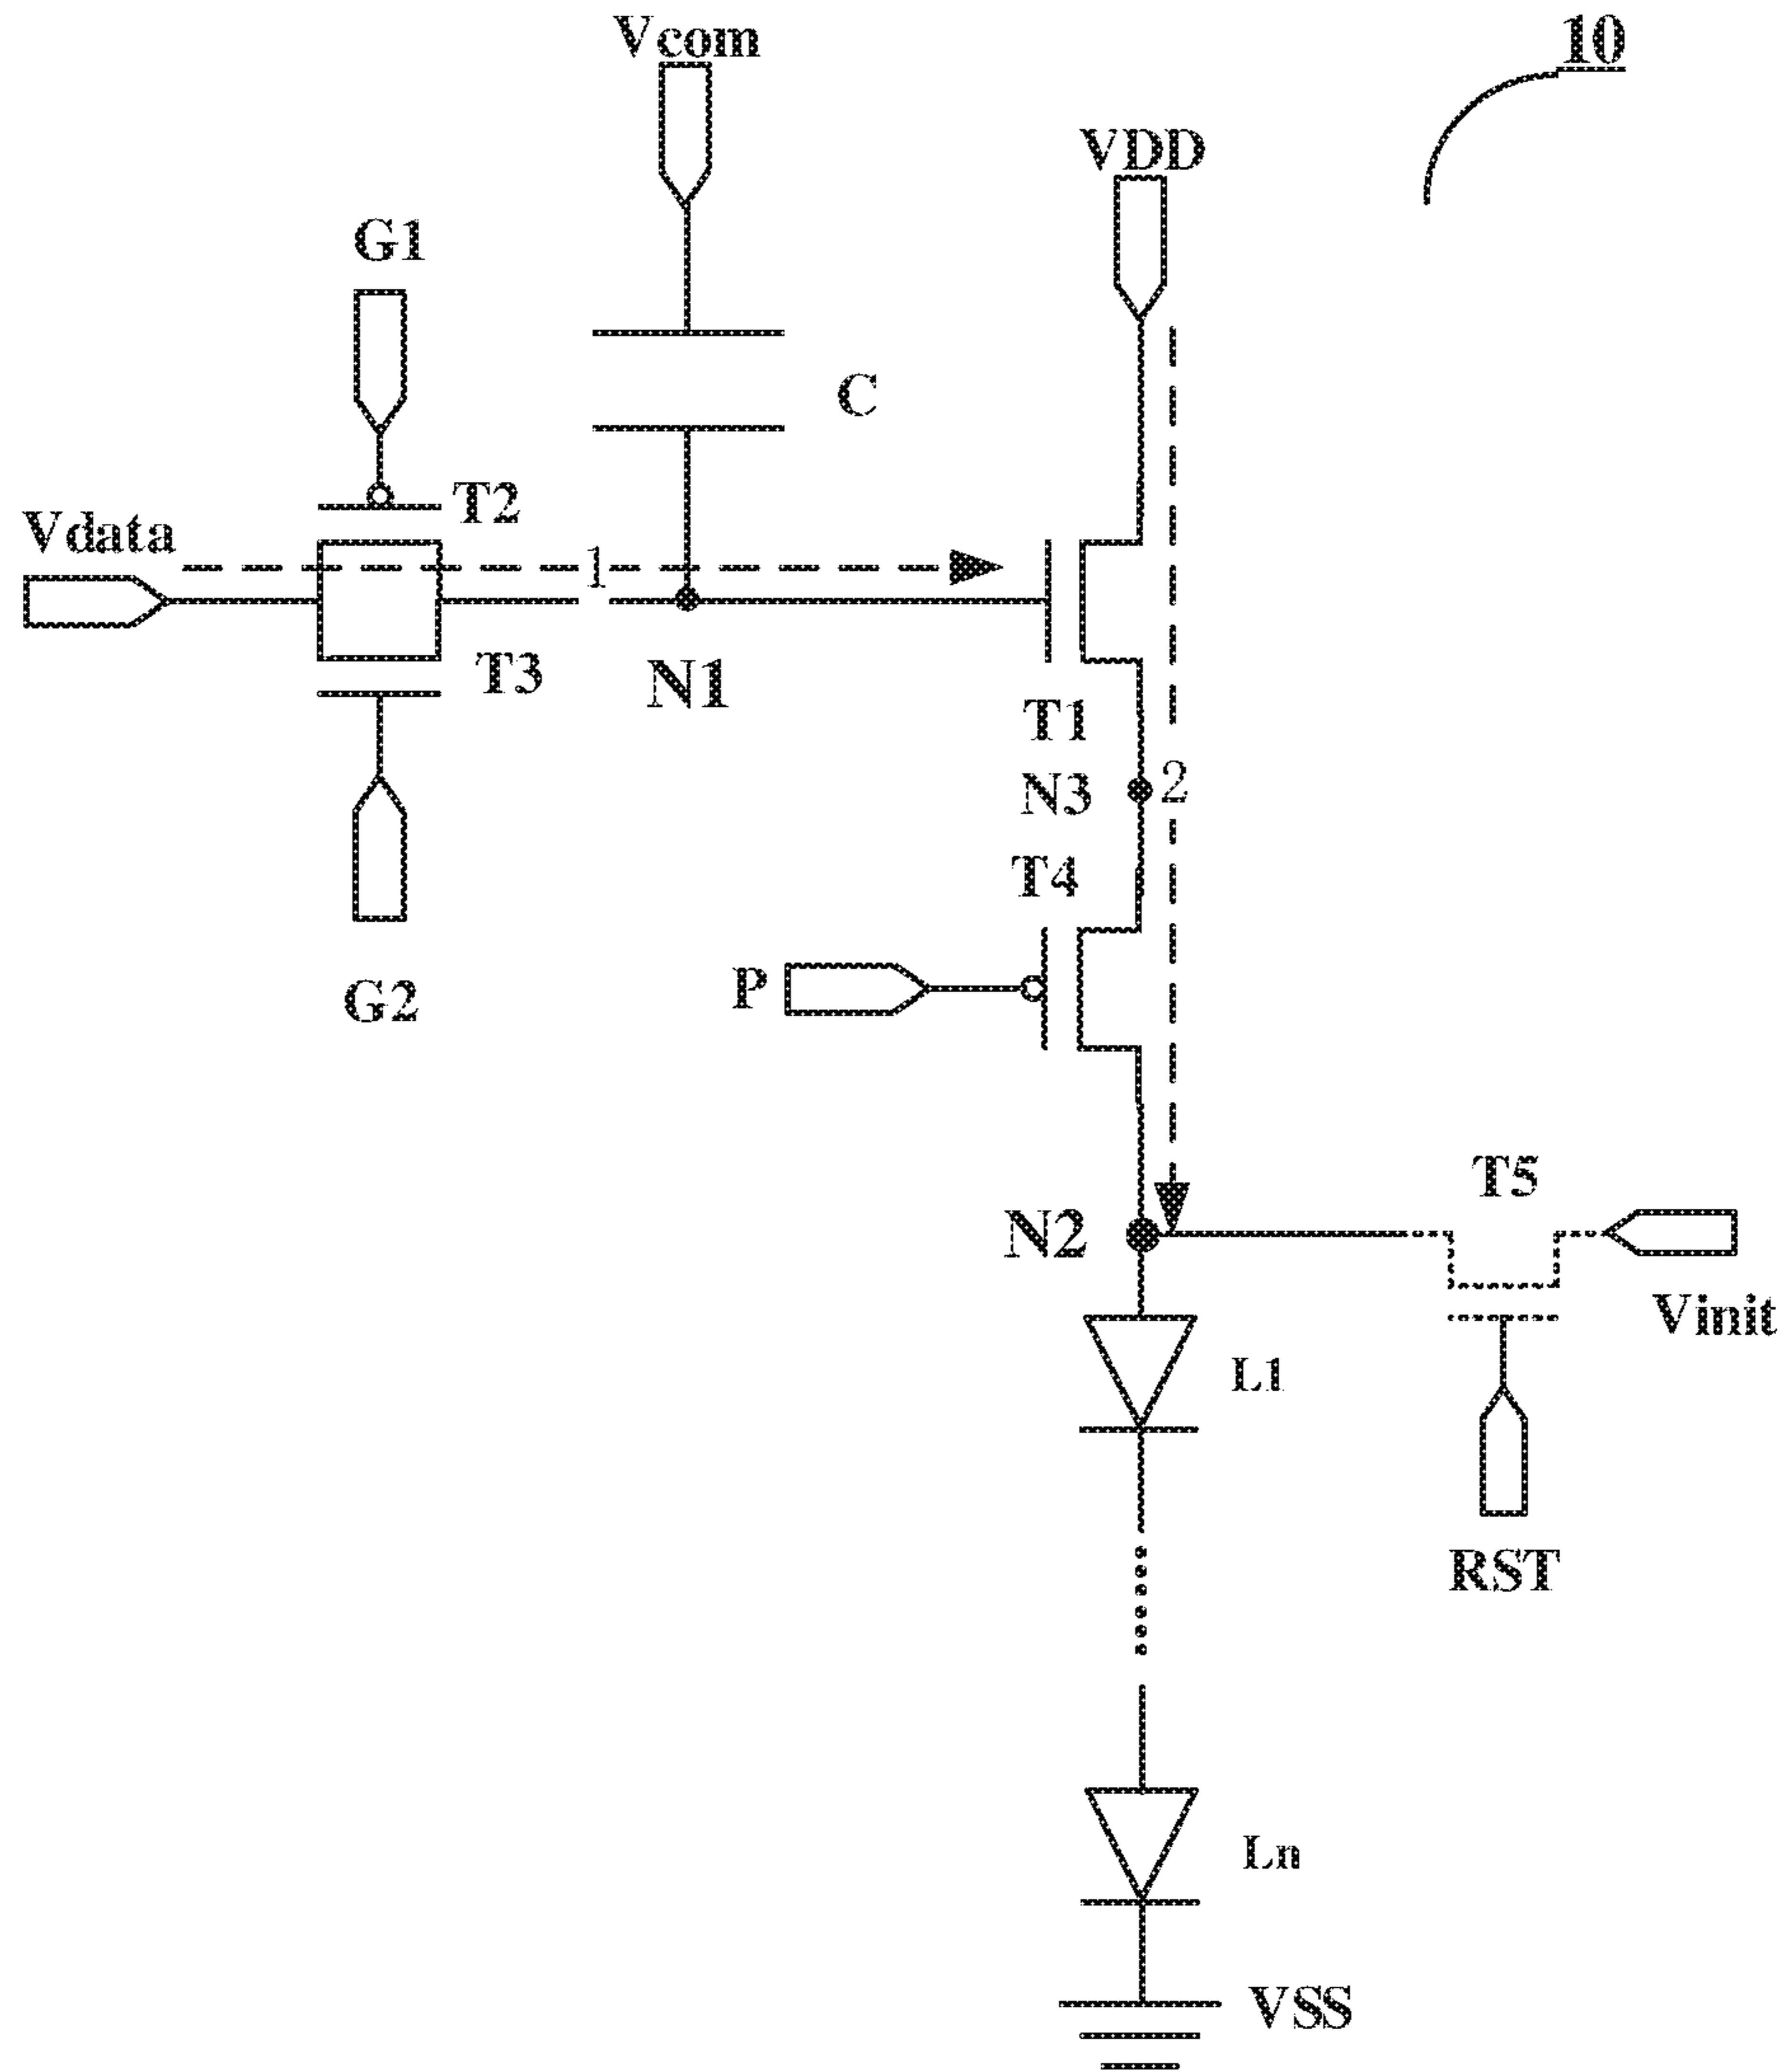 Vcom
10
VDD
G1
C
T2
Vdata
1
T3
N1
T1
N3
2
T4
P
G2
T5
N2
Vinit
L1
RST
Ln
VSS